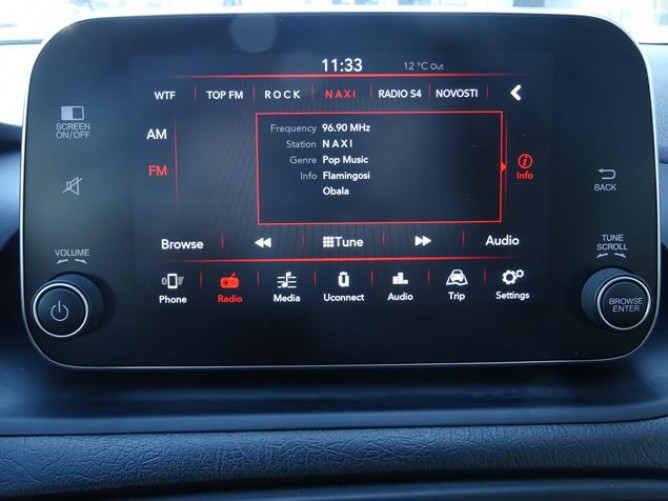 11:33 12 °C Out
WTF TOP FM ROCK NAXI RADIO S4 NOVOSTI
SCREEN
ON/OFF
AM
FM
Frequency 96.90 MHz
Station NAXI
Genre Pop Music
Info Flamingosi
Obala
Info
BACK
VOLUME
TUNE
SCROLL
Browse Tune Audio
Phone Radio Media Uconnect Audio Trip Settings
BROWSE
ENTER